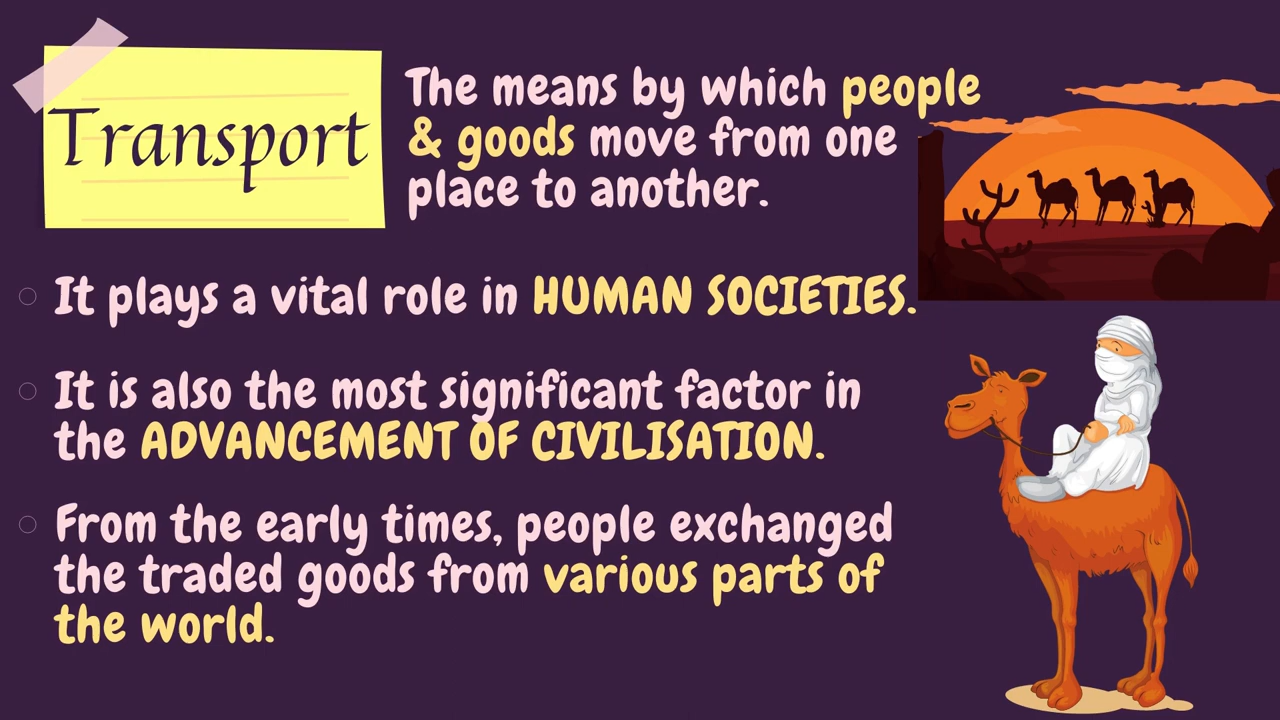 Transport
The means by which people
& goods move from one
place to another.
It plays a vital role in HUMAN SOCIETIES.
It is also the most significant factor in
the ADVANCEMENT OF CIVILISATION.
From the early times, people exchanged
the traded goods from various parts of
the world.